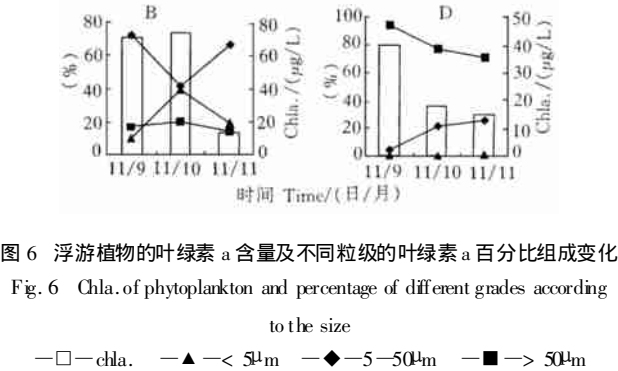 B D
80 80 100 50
60 60 80 40
40 40 60 30
20 20 40 20
0 0 20 10
0 0
(%) Chla./(μg/L) (%) Chla./(μg/L)
11/9 11/10 11/11 11/9 11/10 11/11
时间 Time/(日/月)
图 6 浮游植物的叶绿素 a 含量及不同粒级的叶绿素 a 百分比组成变化
Fig. 6 Chla. of phytoplankton and percentage of different grades according
to the size
—□—chla. —▲—< 5μm —◆—5—50μm —■—> 50μm